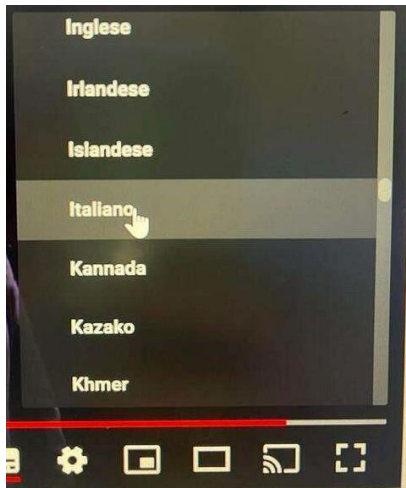 Inglese
Irlandese
Islandese
Italiano
Kannada
Kazako
Khmer